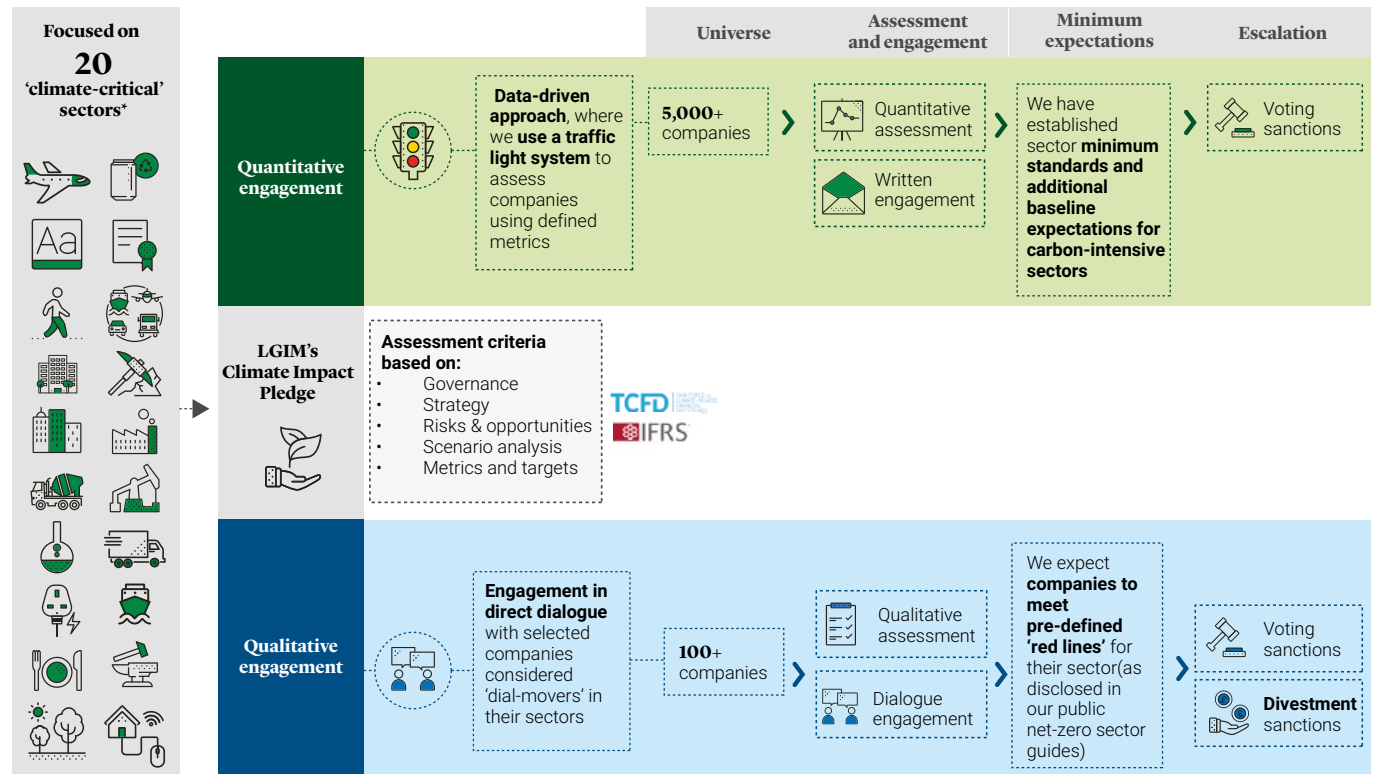 Focused on
20
‘climate-critical’
sectors*
Aa
Universe
Assessment
and engagement
Minimum
expectations
Escalation
Quantitative
engagement
Data-driven
approach, where
we use a traffic
light system to
assess
companies
using defined
metrics
5,000+
companies
Quantitative
assessment
Written
engagement
We have
established
sector minimum
standards and
additional
baseline
expectations for
carbon-intensive
sectors
Voting
sanctions
LGIM’s
Climate Impact
Pledge
Assessment criteria
based on:
• Governance
• Strategy
• Risks & opportunities
• Scenario analysis
• Metrics and targets
TCFD
IFRS
Qualitative
engagement
Engagement in
direct dialogue
with selected
companies
considered
‘dial-movers’ in
their sectors
100+
companies
Qualitative
assessment
Dialogue
engagement
We expect
companies to
meet
pre-defined
‘red lines’ for
their sector(as
disclosed in
our public
net-zero sector
guides)
Voting
sanctions
Divestment
sanctions